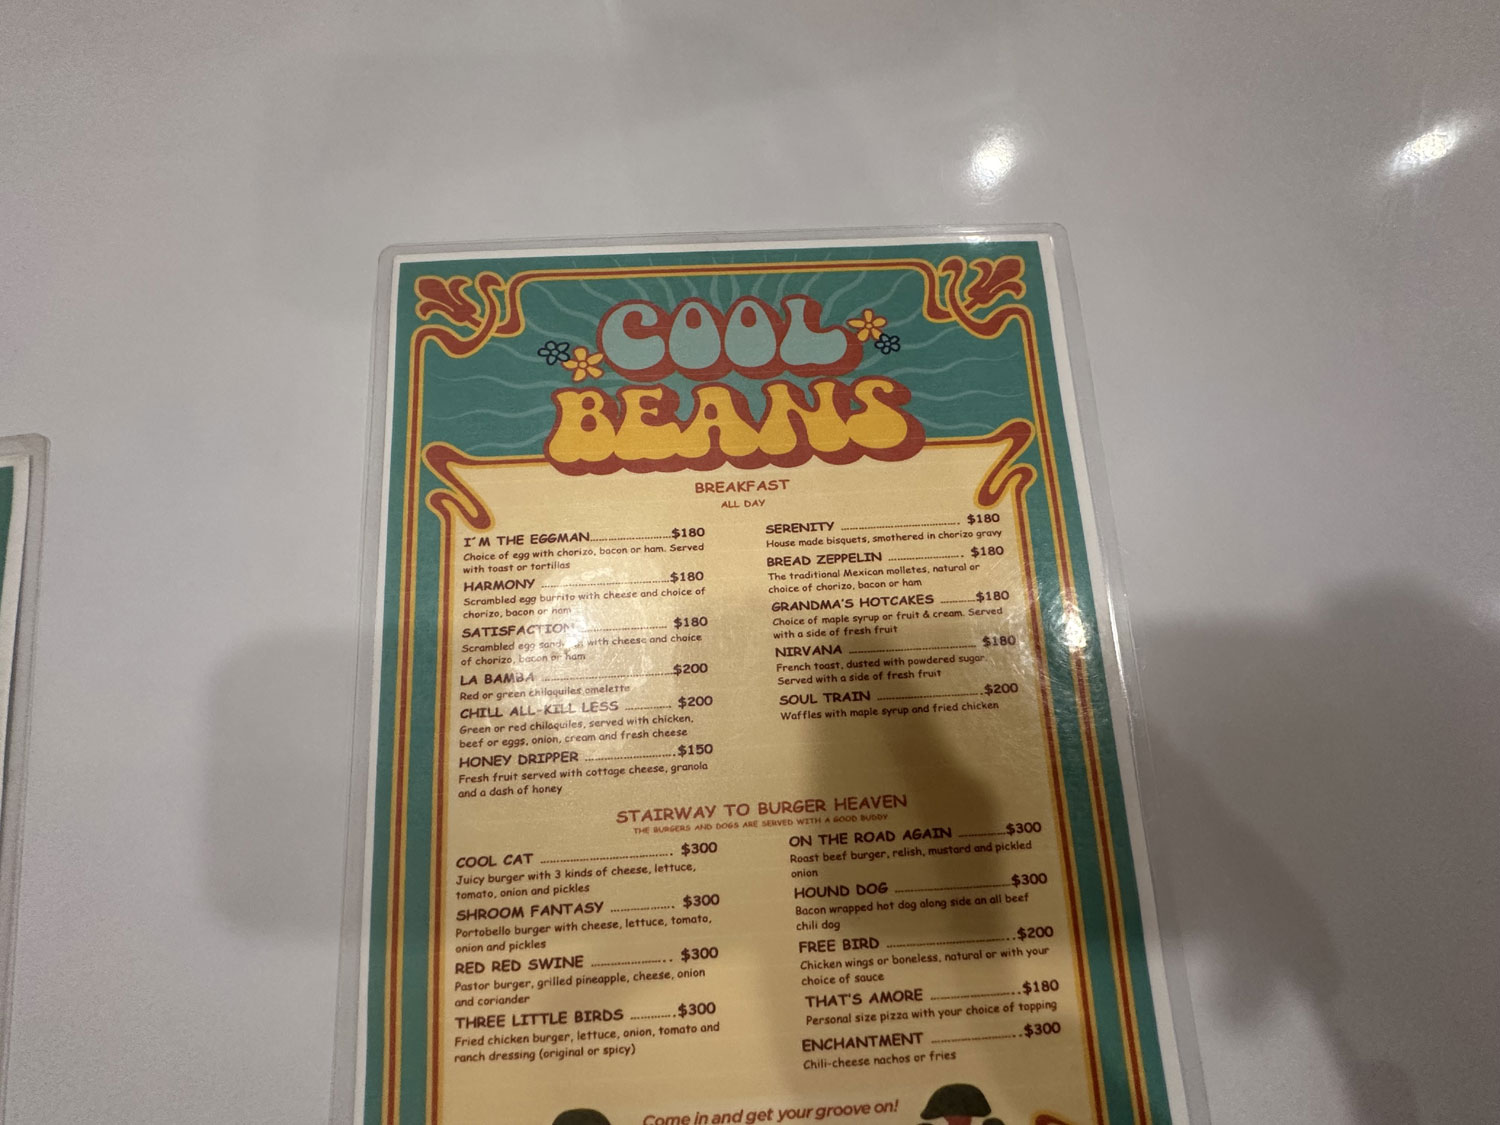 COOL
BEANS
BREAKFAST
ALL DAY
I´M THE EGGMAN..........................$180
Choice of egg with chorizo, bacon or ham. Served
with toast or tortillas
HARMONY ..........................................$180
Scrambled egg burrito with cheese and choice of
chorizo, bacon or ham
SATISFACTION ........................... $180
Scrambled egg with cheese and choice
of chorizo, bacon or ham
LA BAMBA ..........................................$200
Red or green chilaquiles omelette
CHILL ALL-KILL LESS .............. $200
Green or red chilaquiles, served with chicken,
beef or eggs, onion, cream and fresh cheese
HONEY DRIPPER ..............................$150
Fresh fruit served with cottage cheese, granola
and a dash of honey
SERENITY ...................................... $180
House made bisquets, smothered in chorizo gravy
BREAD ZEPPELIN ........................ $180
The traditional Mexican molletes, natural or
choice of chorizo, bacon or ham
GRANDMA'S HOTCAKES ...........$180
Choice of maple syrup or fruit & cream. Served
with a side of fresh fruit
NIRVANA .......................................... $180
French toast, dusted with powdered sugar.
Served with a side of fresh fruit
SOUL TRAIN ...................................$200
Waffles with maple syrup and fried chicken
STAIRWAY TO BURGER HEAVEN
THE BURGERS AND DOGS ARE SERVED WITH A GOOD BUDDY
COOL CAT ........................................ $300
Juicy burger with 3 kinds of cheese, lettuce,
tomato, onion and pickles
SHROOM FANTASY .................... $300
Portobello burger with cheese, lettuce, tomato,
onion and pickles
RED RED SWINE ......................... $300
Pastor burger, grilled pineapple, cheese, onion
and coriander
THREE LITTLE BIRDS ..............$300
Fried chicken burger, lettuce, onion, tomato and
ranch dressing (original or spicy)
ON THE ROAD AGAIN ..............$300
Roast beef burger, relish, mustard and pickled
onion
HOUND DOG ....................................$300
Bacon wrapped hot dog along side an all beef
chili dog
FREE BIRD ........................................$200
Chicken wings or boneless, natural or with your
choice of sauce
THAT'S AMORE ............................$180
Personal size pizza with your choice of topping
ENCHANTMENT ............................$300
Chili-cheese nachos or fries
Come in and get your groove on!